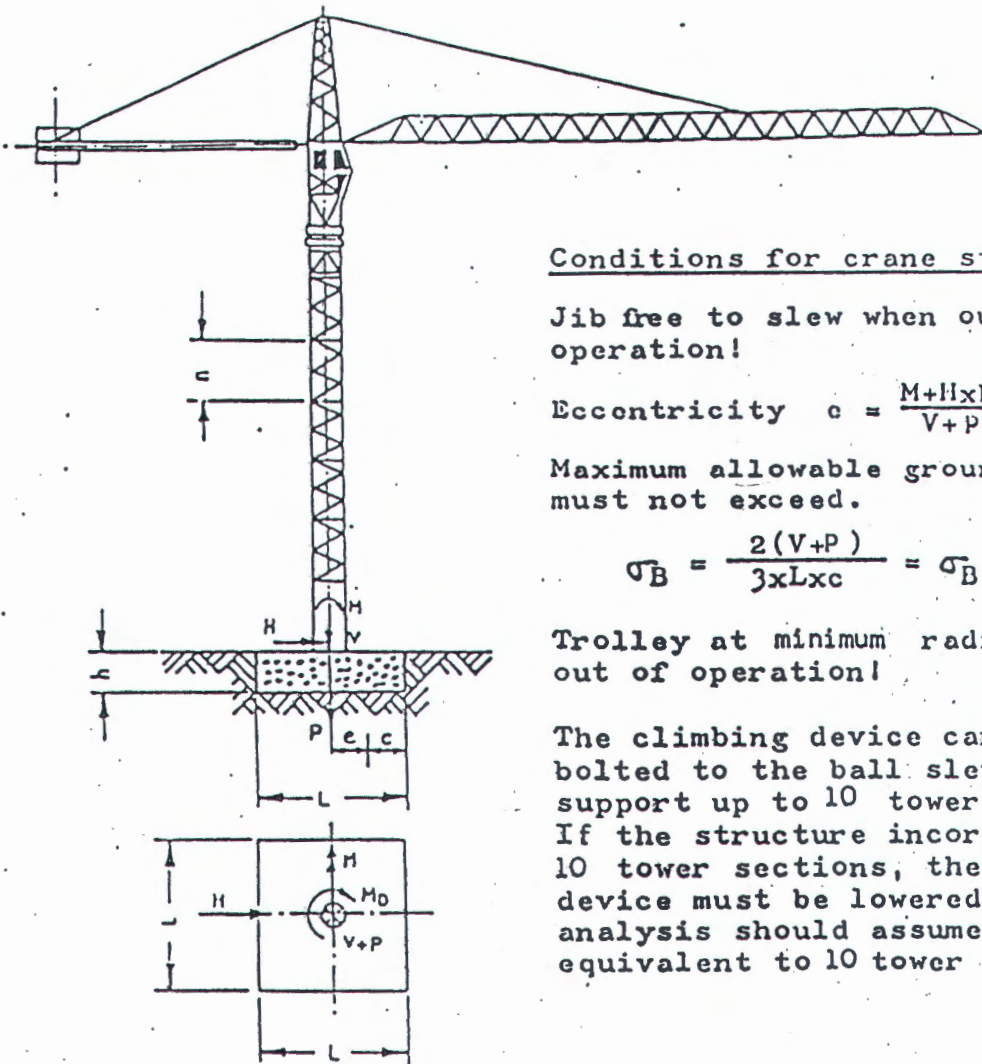 Conditions for crane s
Jib free to slew when ou
operation!
Eccentricity e = M+Hx
V+P
Maximum allowable groun
must not exceed.
σB = 2(V+P) = σB
3xLxc
Trolley at minimum radi
out of operation!
The climbing device ca
bolted to the ball sle
support up to 10 tower
If the structure incor
10 tower sections, the
device must be lowered
analysis should assume
equivalent to 10 tower
n
M
H
V
h
P
e
c
L
M
H
MD
L
V+P
L